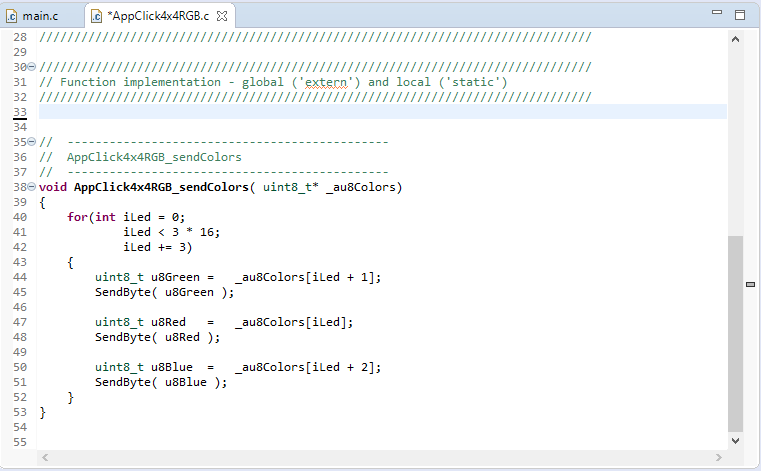 main.c *AppClick4x4RGB.c
28 ///////////////////////////////////////////////////////////////////////////////
29
30 ///////////////////////////////////////////////////////////////////////////////
31 // Function implementation - global ('extern') and local ('static')
32 ///////////////////////////////////////////////////////////////////////////////
33
34
35 //  ----------------------------------------------
36 //  AppClick4x4RGB_sendColors
37 //  ----------------------------------------------
38 void AppClick4x4RGB_sendColors( uint8_t* _au8Colors)
39 {
40     for(int iLed = 0;
41             iLed < 3 * 16;
42             iLed += 3)
43     {
44         uint8_t u8Green =   _au8Colors[iLed + 1];
45         SendByte( u8Green );
46
47         uint8_t u8Red   =   _au8Colors[iLed];
48         SendByte( u8Red );
49
50         uint8_t u8Blue  =   _au8Colors[iLed + 2];
51         SendByte( u8Blue );
52     }
53 }
54
55